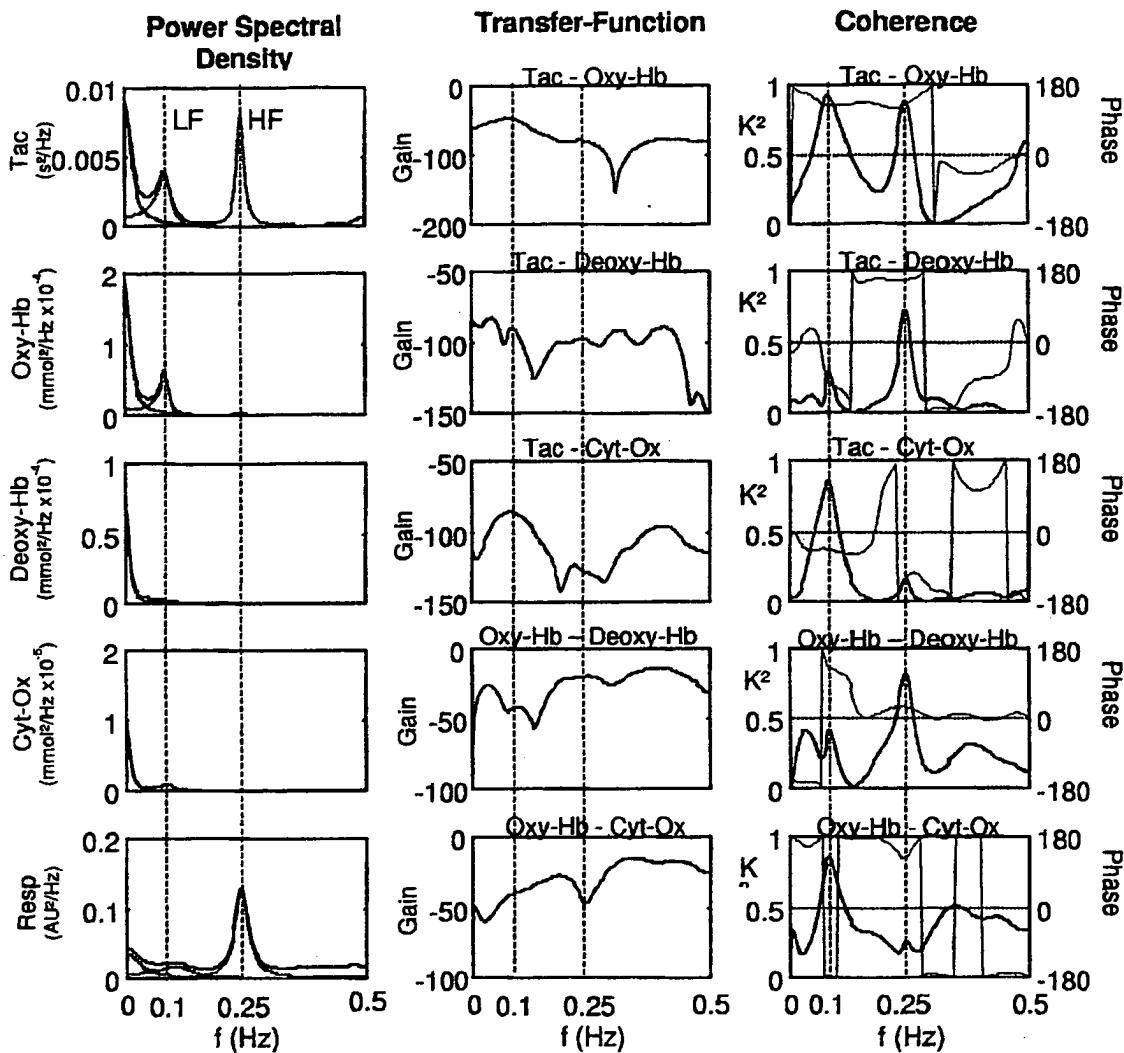 Power Spectral Density
Transfer-Function
Coherence
Tac (s²/Hz)
0.01
0.005
0
LF
HF
Tac - Oxy-Hb
Gain
0
-100
-200
Tac - Oxy-Hb
K²
1
0.5
0
180
0
-180
Phase
Oxy-Hb (mmol²/Hz x10⁻⁴)
2
1
0
Tac - Deoxy-Hb
Gain
-50
-100
-150
Tac - Deoxy-Hb
K²
1
0.5
0
180
0
-180
Phase
Deoxy-Hb (mmol²/Hz x10⁻⁴)
1
0.5
0
Tac - Cyt-Ox
Gain
-50
-100
-150
Tac - Cyt-Ox
K²
1
0.5
0
180
0
-180
Phase
Cyt-Ox (mmol²/Hz x10⁻⁵)
2
1
0
Oxy-Hb – Deoxy-Hb
Gain
0
-50
-100
Oxy-Hb – Deoxy-Hb
K²
1
0.5
0
180
0
-180
Phase
Resp (AU²/Hz)
0.2
0.1
0
Oxy-Hb - Cyt-Ox
Gain
0
-50
-100
Oxy-Hb - Cyt-Ox
K
1
0.5
0
180
0
-180
Phase
0 0.1 0.25 0.5
f (Hz)
0 0.1 0.25 0.5
f (Hz)
0 0.1 0.25 0.5
f (Hz)